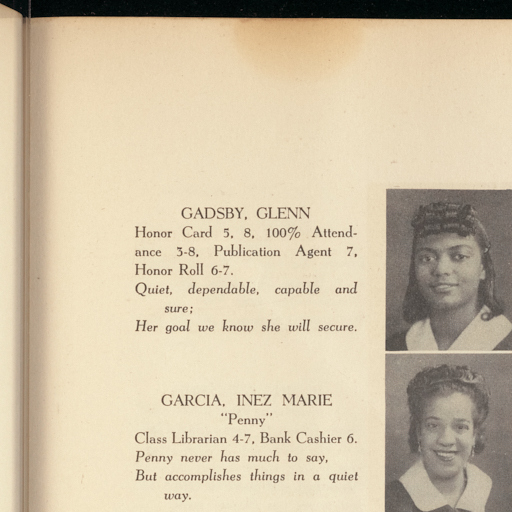 GADSBY, GLENN
Honor Card 5, 8, 100% Attend-
ance 3-8, Publication Agent 7,
Honor Roll 6-7.
Quiet, dependable, capable and
sure;
Her goal we know she will secure.
GARCIA, INEZ MARIE
"Penny"
Class Librarian 4-7, Bank Cashier 6.
Penny never has much to say,
But accomplishes things in a quiet
way.